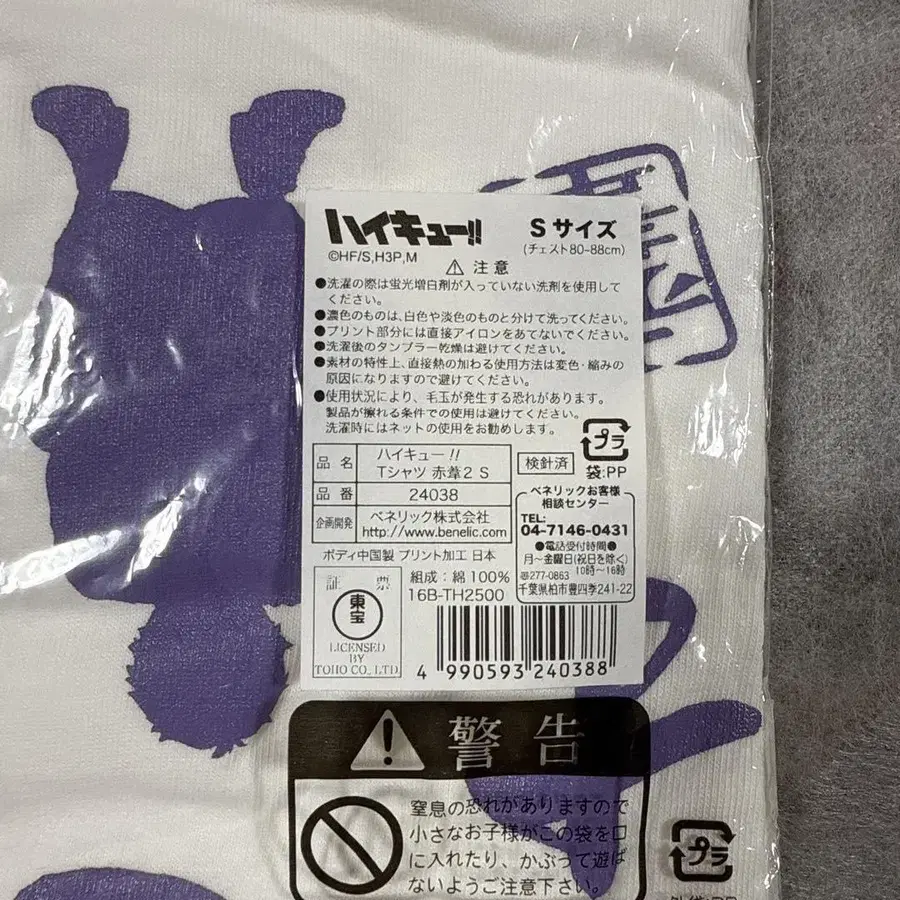 ハイキュー!!
Sサイズ
©HF/S,H3P,M
(チェスト80-88cm)
⚠ 注意
●洗濯の際は蛍光増白剤が入っていない洗剤を使用して
ください。
●濃色のものは、白色や淡色のものと分けて洗ってください。
●プリント部分には直接アイロンをあてないでください。
●洗濯後のタンブラー乾燥は避けてください。
●素材の特性上、直接熱の加わる使用方法は変色・縮みの
原因になりますので避けてください。
●使用状況により、毛玉が発生する恐れがあります。
製品が擦れる条件での使用は避けてください。
洗濯時にはネットの使用をお勧めします。
プラ
袋:PP
品名
ハイキュー!!
Tシャツ 赤葦2 S
品番
24038
企画開発
ベネリック株式会社
http://www.benelic.com
検針済
ベネリックお客様
相談センター
TEL:
04-7146-0431
●電話受付時間●
月~金曜日(祝日を除く)
10時~16時
〒277-0863
千葉県柏市豊四季241-22
ボディ中国製 プリント加工 日本
証 票
東宝
LICENSED
BY
TOHO CO., LTD.
組成:綿100%
16B-TH2500
4 990593 240388
警告
窒息の恐れがありますので
小さなお子様がこの袋を口
に入れたり、かぶって遊ば
ないようご注意下さい。
プラ